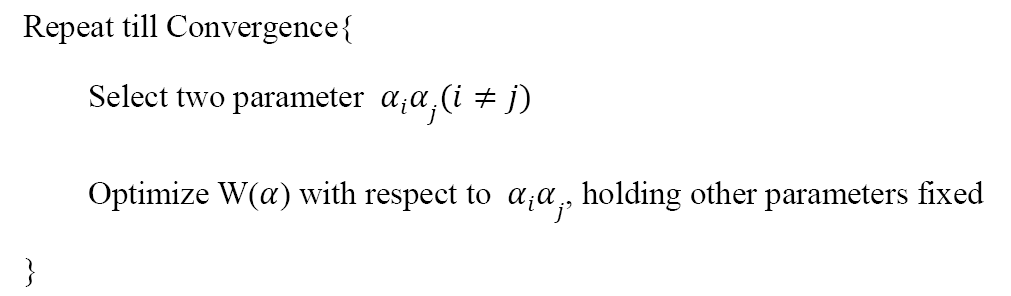 Repeat till Convergence{
Select two parameter αᵢαⱼ(i ≠ j)
Optimize W(α) with respect to αᵢαⱼ, holding other parameters fixed
}